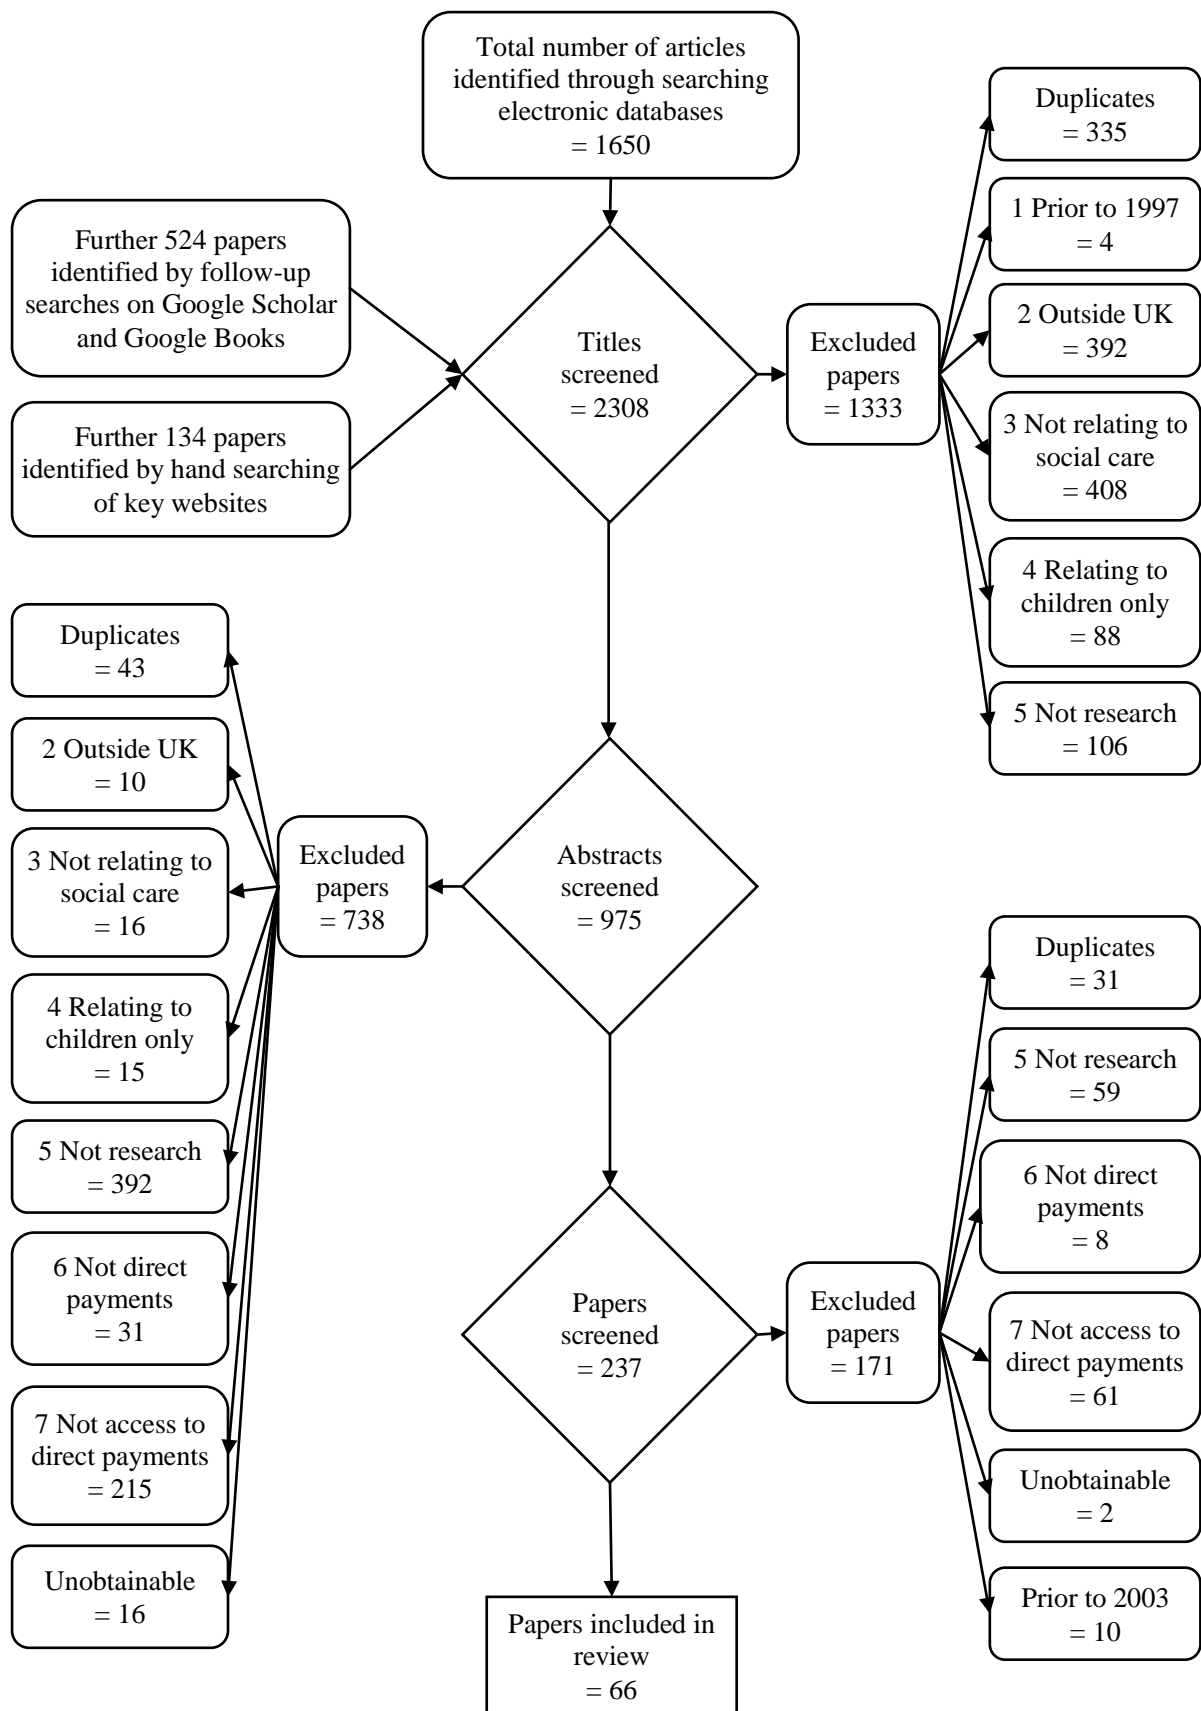 Total number of articles
identified through searching
electronic databases
= 1650
Further 524 papers
identified by follow-up
searches on Google Scholar
and Google Books
Further 134 papers
identified by hand searching
of key websites
Titles
screened
= 2308
Excluded
papers
= 1333
Duplicates
= 335
1 Prior to 1997
= 4
2 Outside UK
= 392
3 Not relating to
social care
= 408
4 Relating to
children only
= 88
5 Not research
= 106
Abstracts
screened
= 975
Excluded
papers
= 738
Duplicates
= 43
2 Outside UK
= 10
3 Not relating to
social care
= 16
4 Relating to
children only
= 15
5 Not research
= 392
6 Not direct
payments
= 31
7 Not access to
direct payments
= 215
Unobtainable
= 16
Papers
screened
= 237
Excluded
papers
= 171
Duplicates
= 31
5 Not research
= 59
6 Not direct
payments
= 8
7 Not access to
direct payments
= 61
Unobtainable
= 2
Prior to 2003
= 10
Papers included in
review
= 66